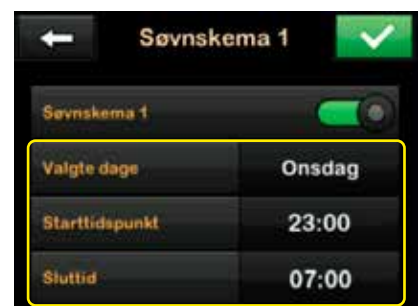 Søvnskema 1
Søvnskema 1
Valgte dage Onsdag
Starttidspunkt 23:00
Sluttid 07:00